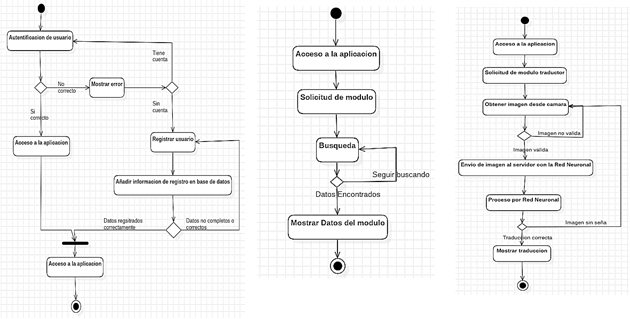 Autentificacion de usuario
Tiene
cuenta
No
correcto
Mostrar error
Si
correcto
Sin
cuenta
Acceso a la aplicacion
Registrar usuario
Añadir informacion de registro en base de datos
Datos regsitrados
correctamente
Datos no completos o
correctos
Acceso a la aplicacion
Acceso a la aplicacion
Solicitud de modulo
Busqueda
Seguir buscando
Datos Encontrados
Mostrar Datos del modulo
Acceso a la aplicacion
Solicitud de modulo traductor
Obtener imagen desde camara
Imagen no valida
Imagen valida
Envio de imagen al servidor con la Red Neuronal
Proceso por Red Neuronal
Imagen sin seña
Traduccion correcta
Mostrar traduccion